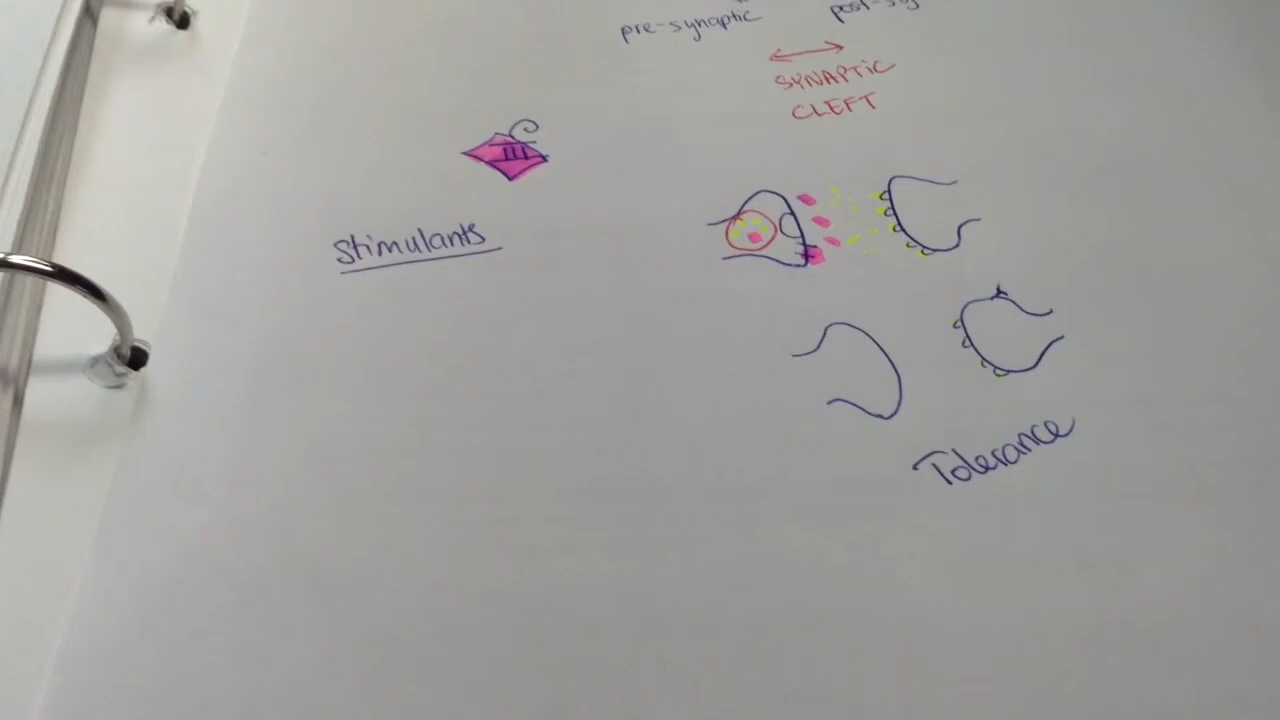 pre-synaptic
SYNAPTIC
CLEFT
Stimulants
Tolerance